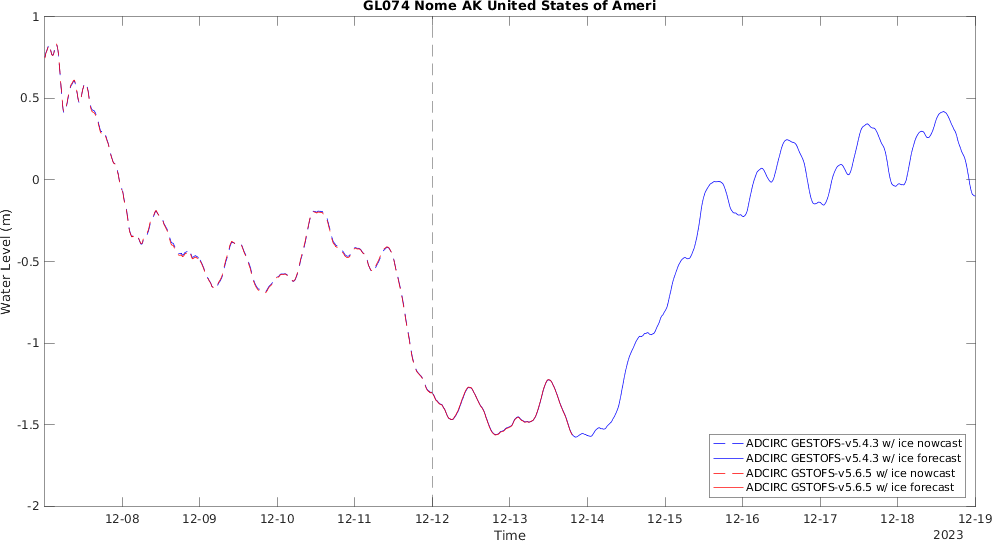 GL074 Nome AK United States of Ameri
1
0.5
0
-0.5
-1
-1.5
-2
Water Level (m)
ADCIRC GESTOFS-v5.4.3 w/ ice nowcast
ADCIRC GESTOFS-v5.4.3 w/ ice forecast
ADCIRC GSTOFS-v5.6.5 w/ ice nowcast
ADCIRC GSTOFS-v5.6.5 w/ ice forecast
12-08 12-09 12-10 12-11 12-12 12-13 12-14 12-15 12-16 12-17 12-18 12-19
Time
2023